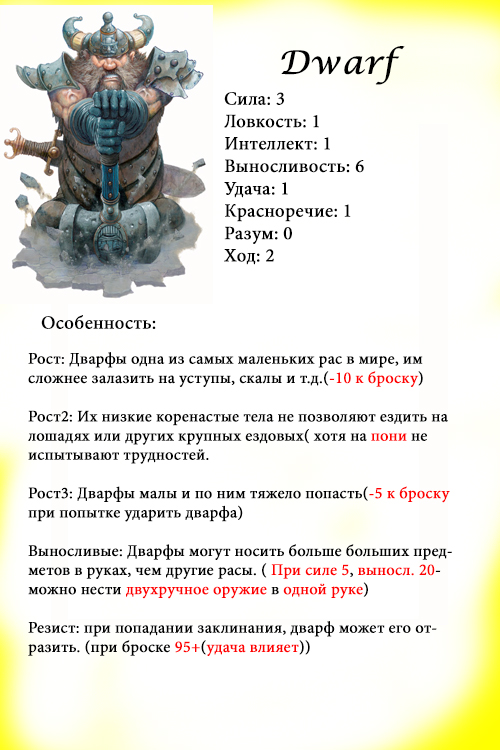 Dwarf
Сила: 3
Ловкость: 1
Интеллект: 1
Выносливость: 6
Удача: 1
Красноречие: 1
Разум: 0
Ход: 2
Особенность:
Рост: Дварфы одна из самых маленьких рас в мире, им
сложнее залазить на уступы, скалы и т.д.(-10 к броску)
Рост2: Их низкие коренастые тела не позволяют ездить на
лошадях или других крупных ездовых( хотя на пони не
испытывают трудностей.
Рост3: Дварфы малы и по ним тяжело попасть(-5 к броску
при попытке ударить дварфа)
Выносливые: Дварфы могут носить больше больших пред-
метов в руках, чем другие расы. ( При силе 5, выносл. 20-
можно нести двухручное оружие в одной руке)
Резист: при попадании заклинания, дварф может его от-
разить. (при броске 95+(удача влияет))